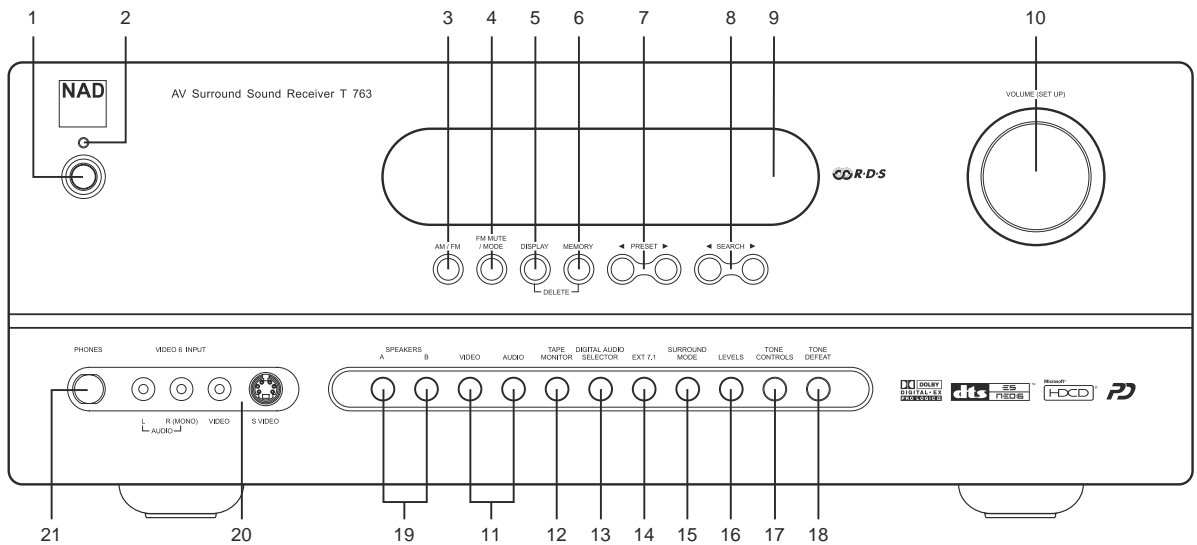 1 2 3 4 5 6 7 8 9 10
NAD
AV Surround Sound Receiver T 763
VOLUME (SET UP)
R·D·S
AM / FM
FM MUTE
/ MODE
DISPLAY
MEMORY
◄ PRESET ►
◄ SEARCH ►
DELETE
PHONES
VIDEO 6 INPUT
SPEAKERS
A B
VIDEO
AUDIO
TAPE
MONITOR
DIGITAL AUDIO
SELECTOR
EXT 7.1
SURROUND
MODE
LEVELS
TONE
CONTROLS
TONE
DEFEAT
L R (MONO) VIDEO S VIDEO
AUDIO
DOLBY
DIGITAL·EX
PRO LOGIC II
dts ES
NEO:6
Microsoft
HDCD
21 20 19 11 12 13 14 15 16 17 18